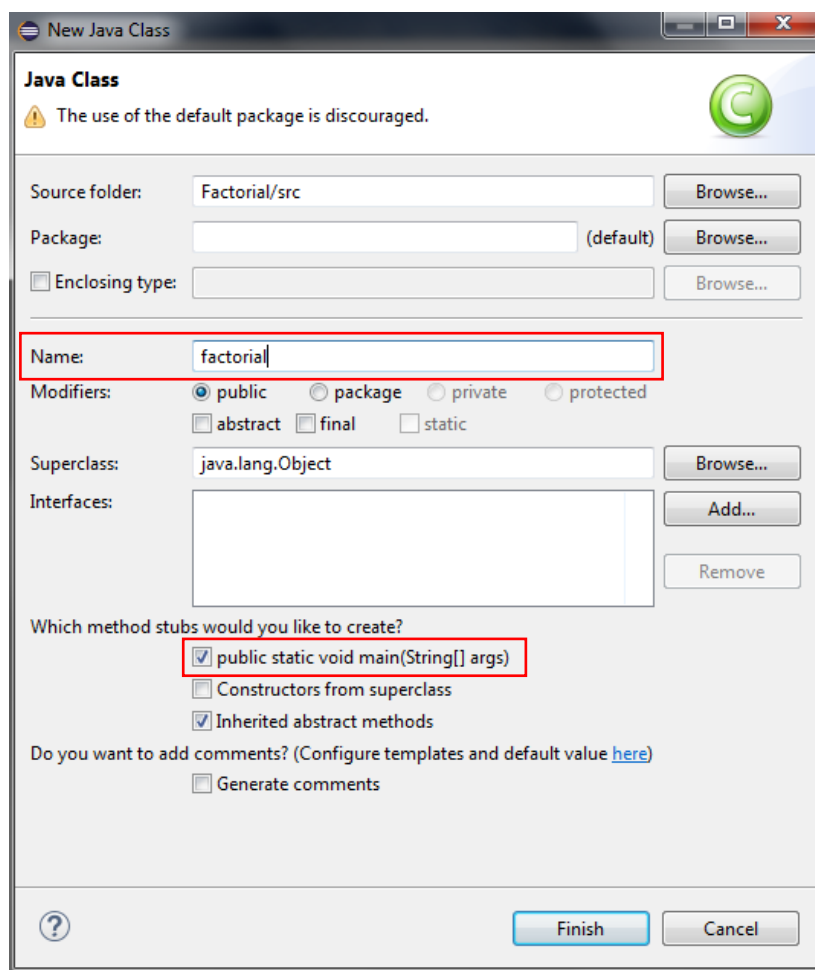 New Java Class
Java Class
The use of the default package is discouraged.
Source folder: Factorial/src Browse...
Package: (default) Browse...
Enclosing type: Browse...
Name: factorial
Modifiers: public package private protected
abstract final static
Superclass: java.lang.Object Browse...
Interfaces: Add...
Remove
Which method stubs would you like to create?
public static void main(String[] args)
Constructors from superclass
Inherited abstract methods
Do you want to add comments? (Configure templates and default value here)
Generate comments
? Finish Cancel